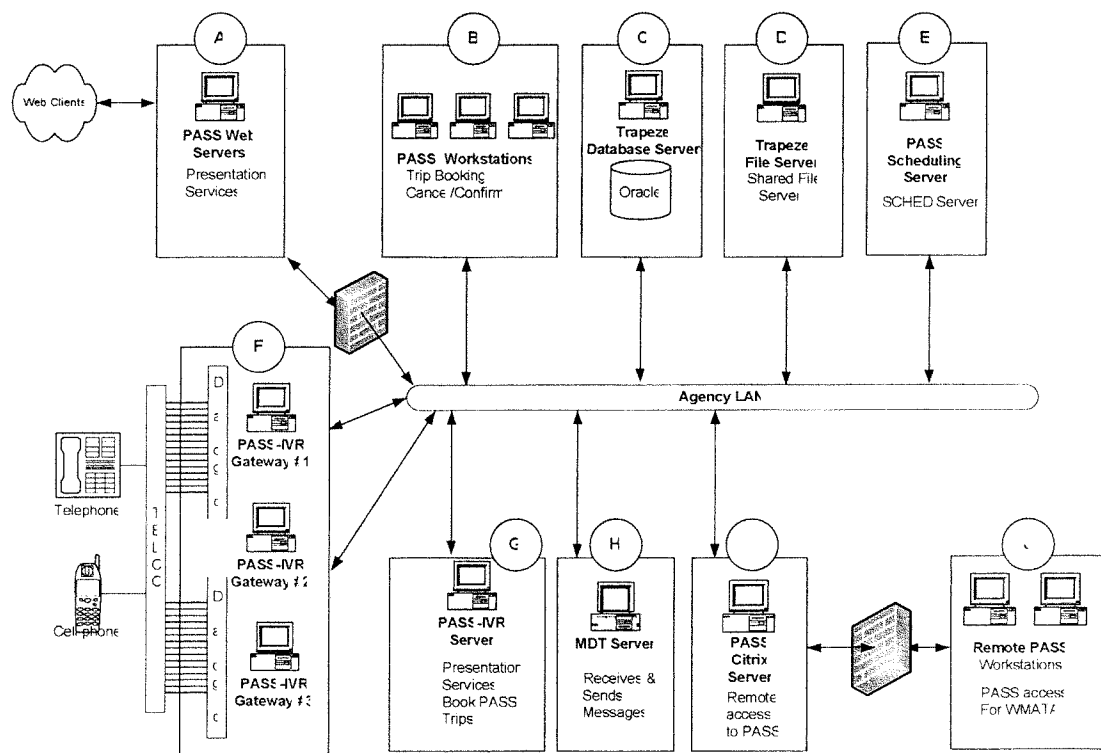 A
B
C
D
E
Web Clients
PASS Web
Servers
Presentation
Services
PASS Workstations
Trip Booking
Cance/Confirm
Trapeze
Database Server
Oracle
Trapeze
File Server
Shared File
Server
PASS
Scheduling
Server
SCHED Server
F
Agency LAN
PASS-IVR
Gateway #1
Telephone
TELCO
PASS-IVR
Gateway #2
Cell phone
PASS-IVR
Gateway #3
G
PASS-IVR
Server
Presentation
Services
Book PASS
Trips
H
MDT Server
Receives &
Sends
Messages
PASS
Citrix
Server
Remote
access
to PASS
Remote PASS
Workstations
PASS access
For WMATA